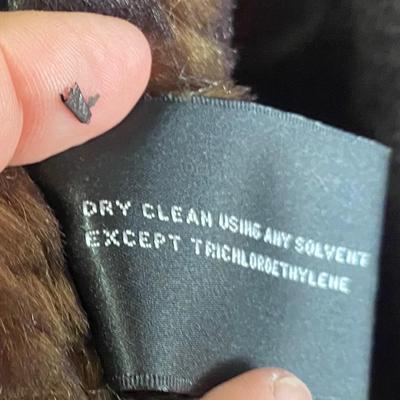 DRY CLEAN USING ANY SOLVENT
EXCEPT TRICHLOROETHYLENE